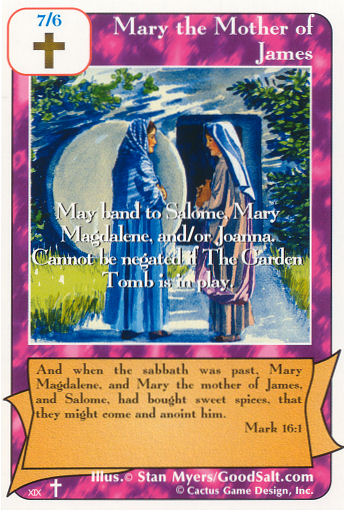 7/6
Mary the Mother of
James
May band to Salome, Mary
Magdalene, and/or Joanna.
Cannot be negated if The Garden
Tomb is in play.
And when the sabbath was past, Mary
Magdalene, and Mary the mother of James,
and Salome, had bought sweet spices, that
they might come and anoint him.
Mark 16:1
Illus.© Stan Myers/GoodSalt.com
XIX
© Cactus Game Design, Inc.